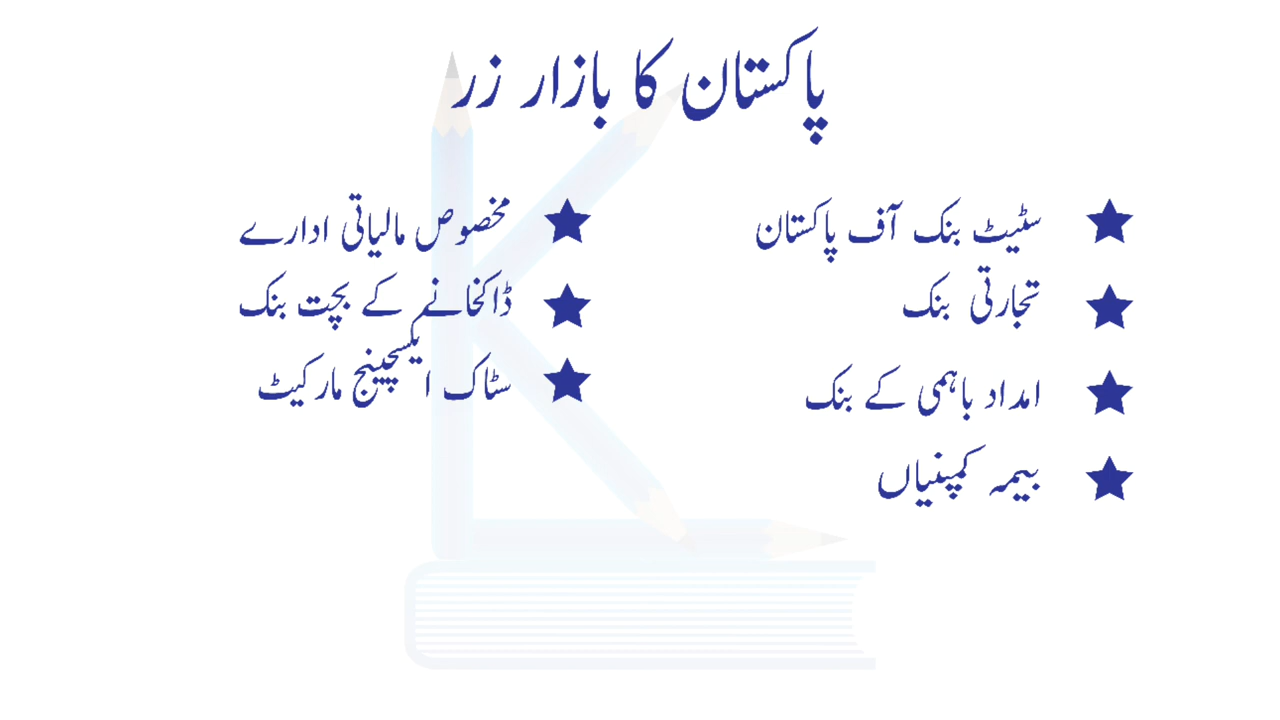 پاکستان کا بازار زر
سٹیٹ بنک آف پاکستان
تجارتی بنک
امداد باہمی کے بنک
بیمہ کمپنیاں
مخصوص مالیاتی ادارے
ڈاکخانے کے بچت بنک
سٹاک ایکسچینج مارکیٹ